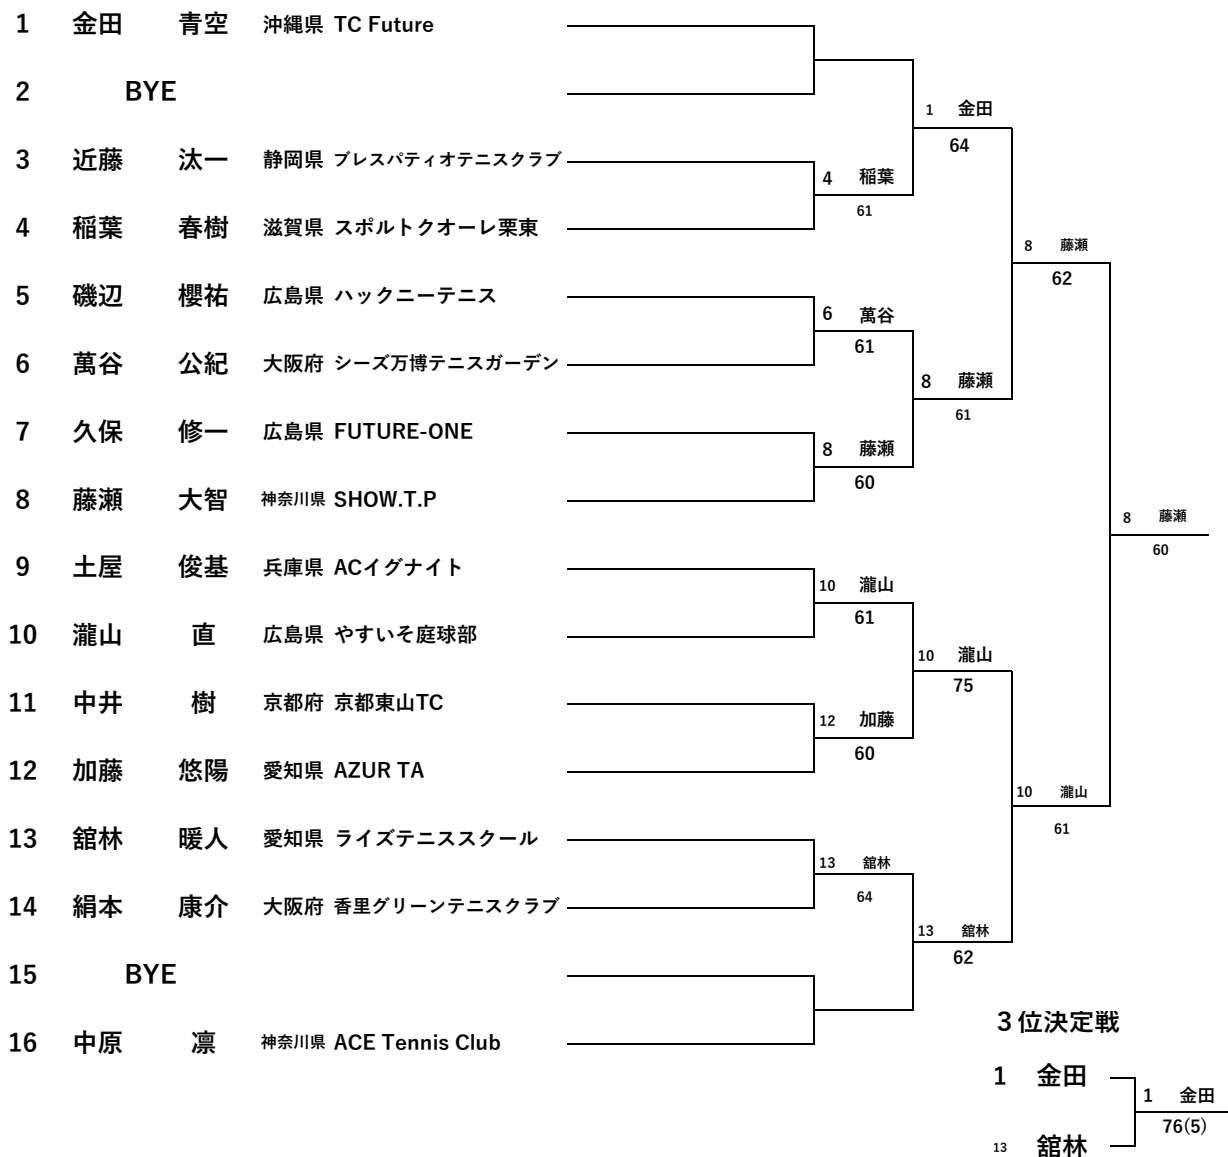 1 金田 青空 沖縄県 TC Future
2 BYE
1 金田
64
3 近藤 汰一 静岡県 ブレスパティオテニスクラブ
4 稲葉
61
4 稲葉 春樹 滋賀県 スポルトクオーレ栗東
8 藤瀬
62
5 磯辺 櫻祐 広島県 ハックニーテニス
6 萬谷
61
6 萬谷 公紀 大阪府 シーズ万博テニスガーデン
8 藤瀬
61
7 久保 修一 広島県 FUTURE-ONE
8 藤瀬
60
8 藤瀬 大智 神奈川県 SHOW.T.P
8 藤瀬
60
9 土屋 俊基 兵庫県 ACイグナイト
10 瀧山
61
10 瀧山 直 広島県 やすいそ庭球部
10 瀧山
75
11 中井 樹 京都府 京都東山TC
12 加藤
60
12 加藤 悠陽 愛知県 AZUR TA
10 瀧山
61
13 舘林 暖人 愛知県 ライズテニススクール
13 舘林
64
14 絹本 康介 大阪府 香里グリーンテニスクラブ
13 舘林
62
15 BYE
16 中原 凛 神奈川県 ACE Tennis Club
３位決定戦
1 金田
1 金田
76(5)
13 舘林